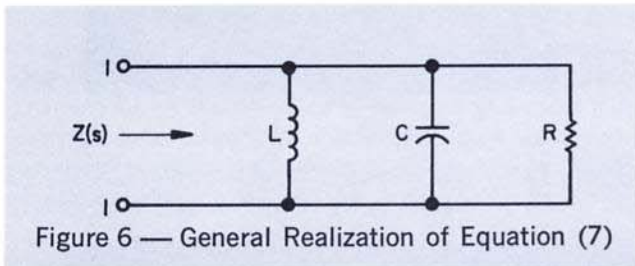 1
Z(s)
L
C
R
1
Figure 6 — General Realization of Equation (7)